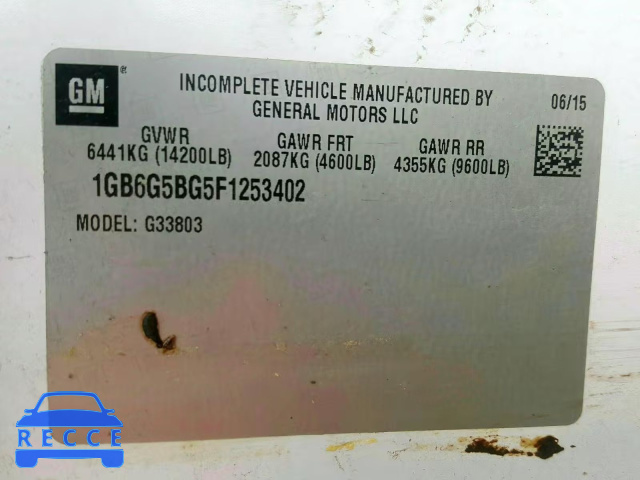 GM ®
INCOMPLETE VEHICLE MANUFACTURED BY
GENERAL MOTORS LLC
06/15
GVWR
6441KG (14200LB)
GAWR FRT
2087KG (4600LB)
GAWR RR
4355KG (9600LB)
1GB6G5BG5F1253402
MODEL: G33803
RECCE